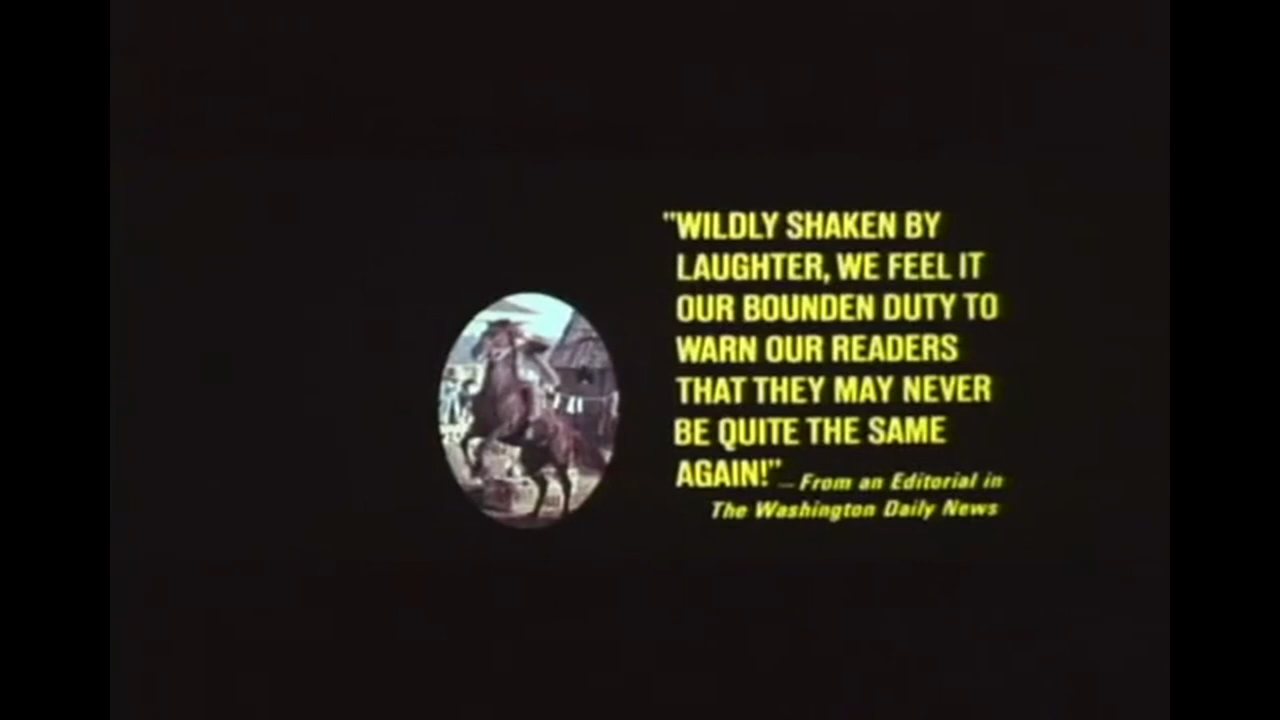 "WILDLY SHAKEN BY
LAUGHTER, WE FEEL IT
OUR BOUNDEN DUTY TO
WARN OUR READERS
THAT THEY MAY NEVER
BE QUITE THE SAME
AGAIN!"—From an Editorial in
The Washington Daily News